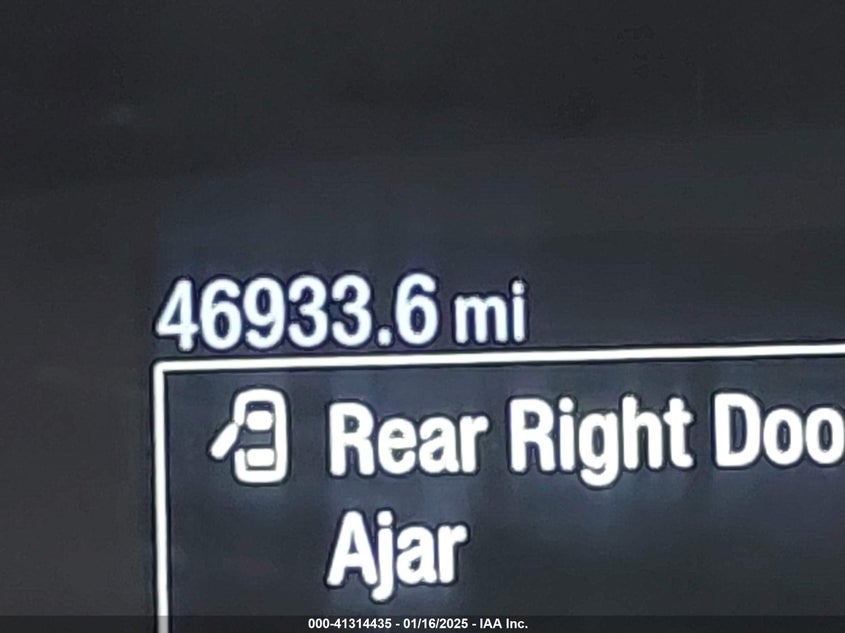 46933.6 mi
Rear Right Doo
Ajar
000-41314435 - 01/16/2025 - IAA Inc.